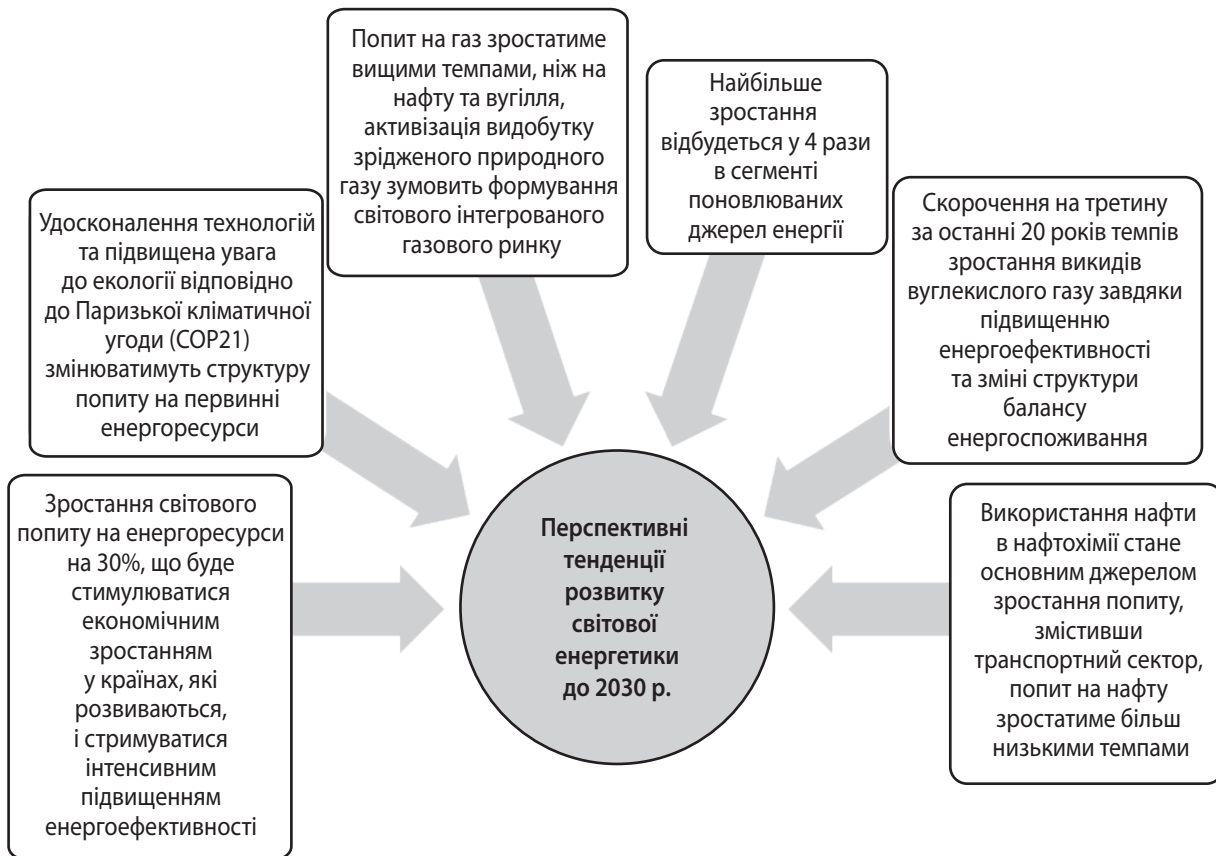 Попит на газ зростатиме
вищими темпами, ніж на
нафту та вугілля,
активізація видобутку
зрідженого природного
газу зумовить формування
світового інтегрованого
газового ринку
Найбільше
зростання
відбудеться у 4 рази
в сегменті
поновлюваних
джерел енергії
Удосконалення технологій
та підвищена увага
до екології відповідно
до Паризької кліматичної
угоди (COP21)
змінюватимуть структуру
попиту на первинні
енергоресурси
Скорочення на третину
за останні 20 років темпів
зростання викидів
вуглекислого газу завдяки
підвищенню
енергоефективності
та зміні структури
балансу
енергоспоживання
Зростання світового
попиту на енергоресурси
на 30%, що буде
стимулюватися
економічним
зростанням
у країнах, які
розвиваються,
і стримуватися
інтенсивним
підвищенням
енергоефективності
Перспективні
тенденції
розвитку
світової
енергетики
до 2030 р.
Використання нафти
в нафтохімії стане
основним джерелом
зростання попиту,
змістивши
транспортний сектор,
попит на нафту
зростатиме більш
низькими темпами